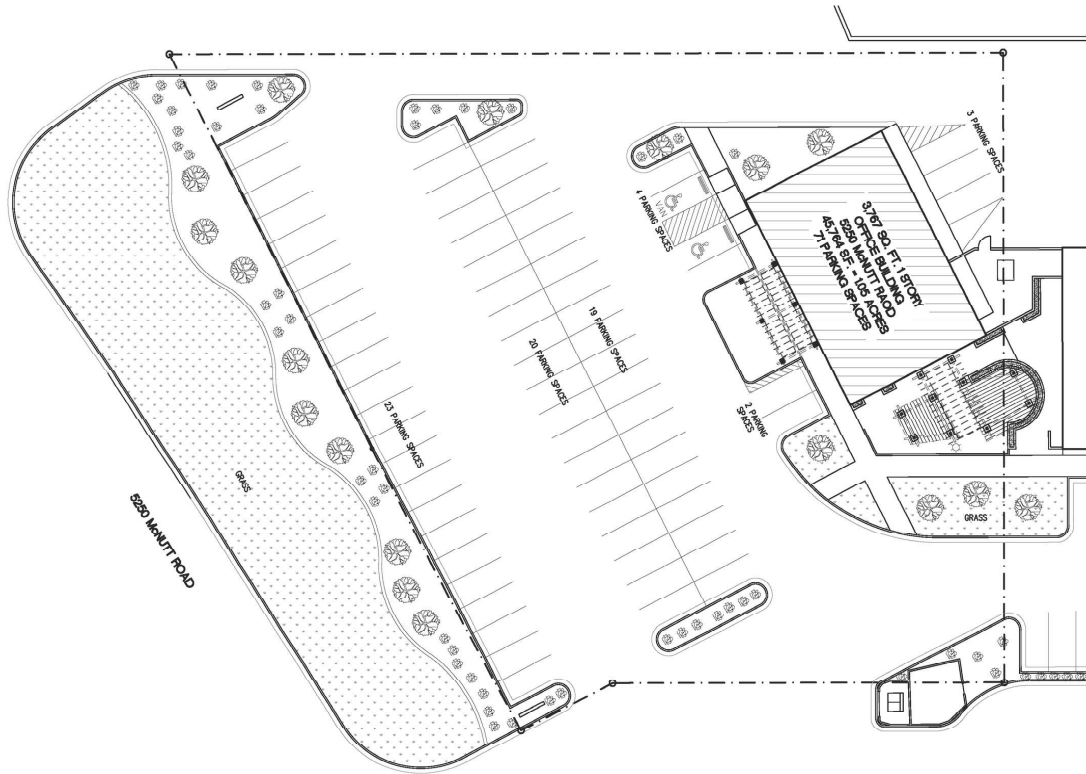 3 PARKING SPACES
4 PARKING SPACES
VAN
3,767 SQ. FT. 1 STORY
OFFICE BUILDING
5250 McNUTT RAOD
45,764 S.F. = 1.05 ACRES
71 PARKING SPACES
19 PARKING SPACES
20 PARKING SPACES
23 PARKING SPACES
2 PARKING
SPACES
GRASS
GRASS
5250 McNUTT ROAD